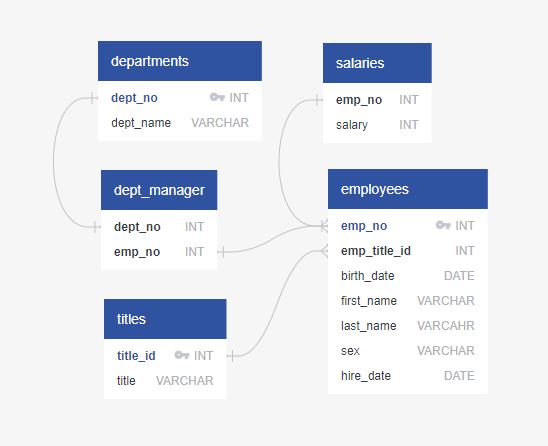 departments
dept_no INT
dept_name VARCHAR
salaries
emp_no INT
salary INT
dept_manager
dept_no INT
emp_no INT
employees
emp_no INT
emp_title_id INT
birth_date DATE
first_name VARCHAR
last_name VARCAHR
sex VARCHAR
hire_date DATE
titles
title_id INT
title VARCHAR